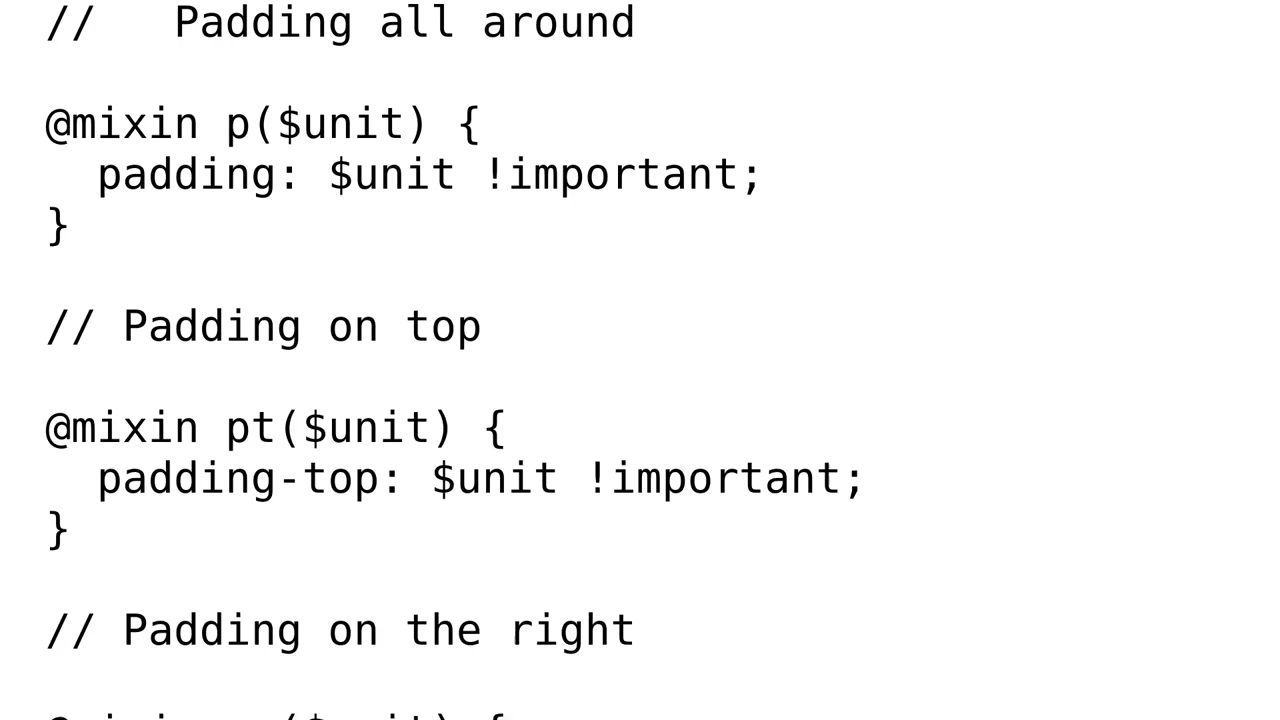 //   Padding all around
@mixin p($unit) {
  padding: $unit !important;
}
// Padding on top
@mixin pt($unit) {
  padding-top: $unit !important;
}
// Padding on the right